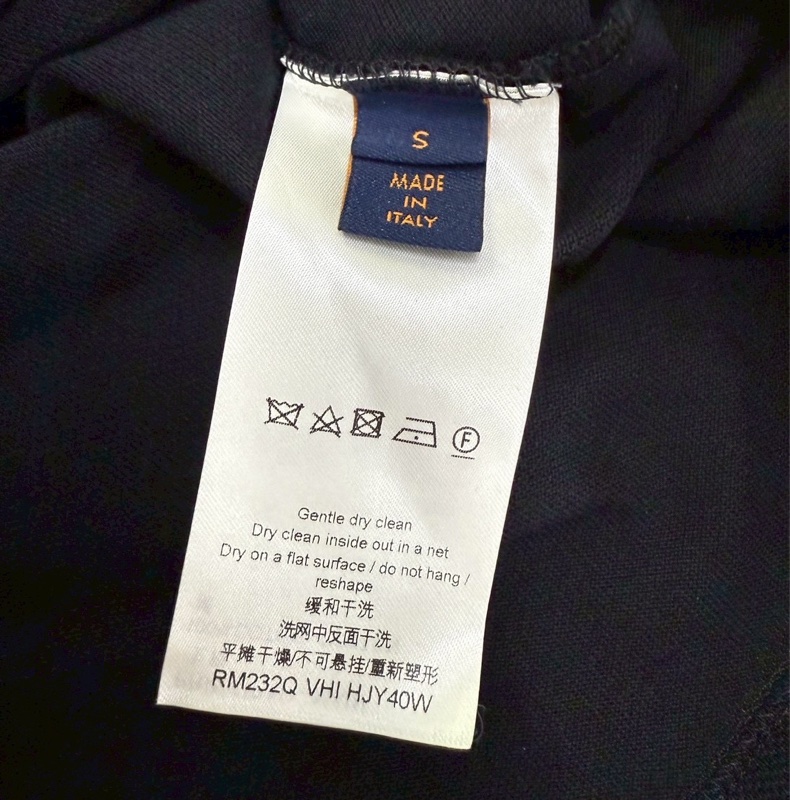 S
MADE
IN
ITALY
F
Gentle dry clean
Dry clean inside out in a net
Dry on a flat surface / do not hang /
reshape
缓和干洗
洗网中反面干洗
平摊干燥/不可悬挂/重新塑形
RM232Q VHI HJY40W